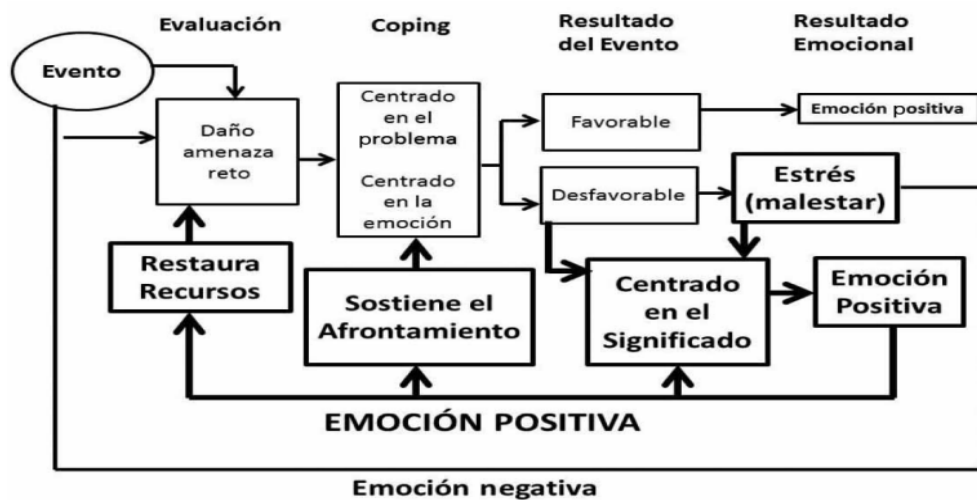 Evaluación
Coping
Resultado
del Evento
Resultado
Emocional
Evento
Daño
amenaza
reto
Centrado
en el
problema
Centrado
en la
emoción
Favorable
Emoción positiva
Desfavorable
Estrés
(malestar)
Restaura
Recursos
Sostiene el
Afrontamiento
Centrado
en el
Significado
Emoción
Positiva
EMOCIÓN POSITIVA
Emoción negativa